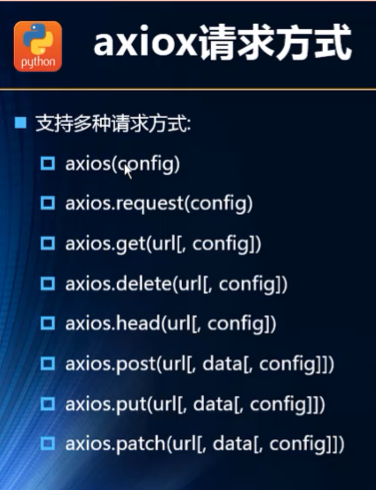 python
axiox请求方式
支持多种请求方式:
axios(config)
axios.request(config)
axios.get(url[, config])
axios.delete(url[, config])
axios.head(url[, config])
axios.post(url[, data[, config]])
axios.put(url[, data[, config]])
axios.patch(url[, data[, config]])